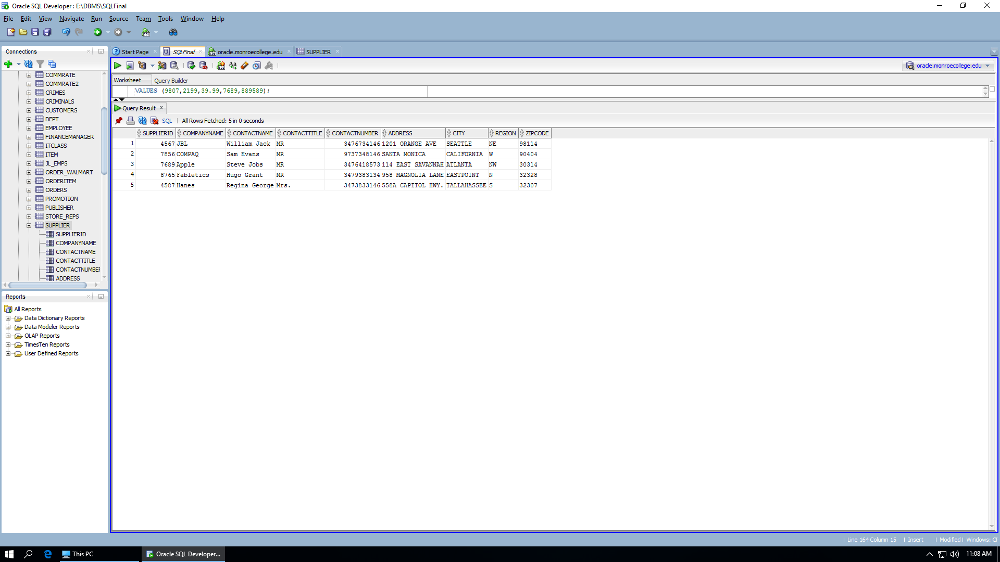 Oracle SQL Developer : E:\DBMS\SQLFinal
File Edit View Navigate Run Source Team Tools Window Help
Connections
COMMRATE
COMMRATE2
CRIMES
CRIMINALS
CUSTOMERS
DEPT
EMPLOYEE
FINANCEMANAGER
ITCLASS
ITEM
JL_EMPS
ORDER_WALMART
ORDERITEM
ORDERS
PROMOTION
PUBLISHER
STORE_REPS
SUPPLIER
SUPPLIERID
COMPANYNAME
CONTACTNAME
CONTACTTITLE
CONTACTNUMBER
ADDRESS
Reports
All Reports
Data Dictionary Reports
Data Modeler Reports
OLAP Reports
TimesTen Reports
User Defined Reports
Start Page SQLFinal oracle.monroecollege.edu SUPPLIER
oracle.monroecollege.edu
Worksheet Query Builder
VALUES (9807,2199,39.99,7689,889589);
Query Result
SQL All Rows Fetched: 5 in 0 seconds
SUPPLIERID COMPANYNAME CONTACTNAME CONTACTTITLE CONTACTNUMBER ADDRESS CITY REGION ZIPCODE
1 4567 JBL William Jack MR 3476734146 1201 ORANGE AVE SEATTLE NE 98114
2 7856 COMPAQ Sam Evans MR 9737348146 SANTA MONICA CALIFORNIA W 90404
3 7689 Apple Steve Jobs MR 3476418573 114 EAST SAVANNAH ATLANTA NW 30314
4 8765 Fabletics Hugo Grant MR 3479383134 958 MAGNOLIA LANE EASTPOINT N 32328
5 4587 Hanes Regina George Mrs. 3473833146 558A CAPITOL HWY. TALLAHASSEE S 32307
Line 164 Column 15 Insert Modified Windows: CF
This PC Oracle SQL Developer... 11:08 AM